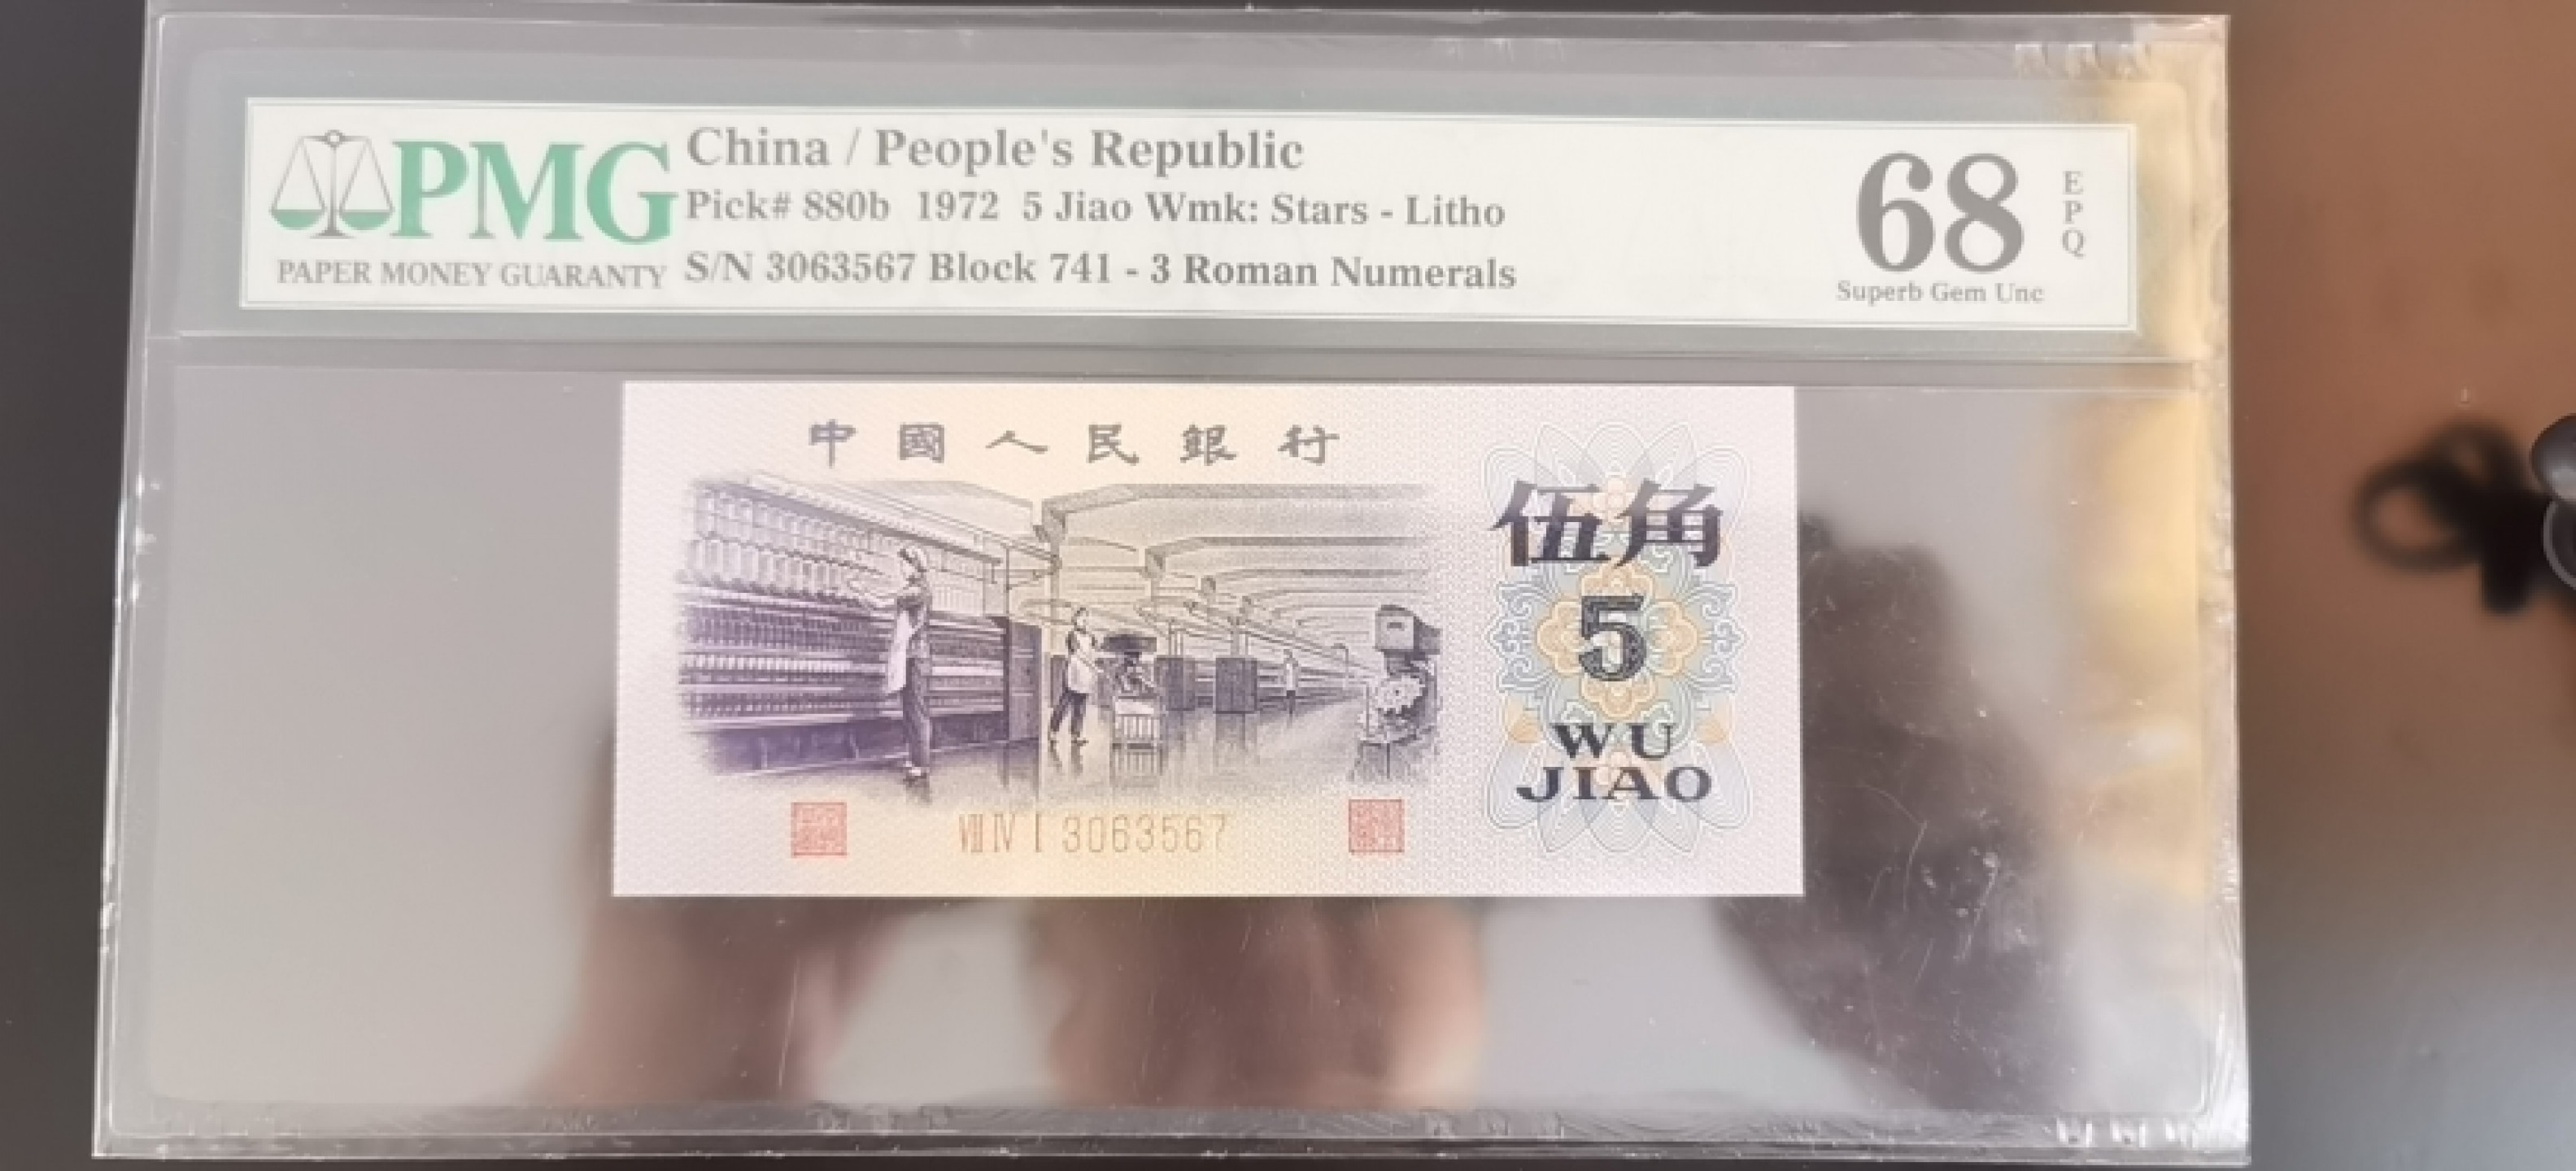 PMG
PAPER MONEY GUARANTY
China / People's Republic
Pick# 880b 1972 5 Jiao Wmk: Stars - Litho
S/N 3063567 Block 741 - 3 Roman Numerals
68
EPQ
Superb Gem Unc
中國人民銀行
伍角
5
WU
JIAO
VII IV I 3063567